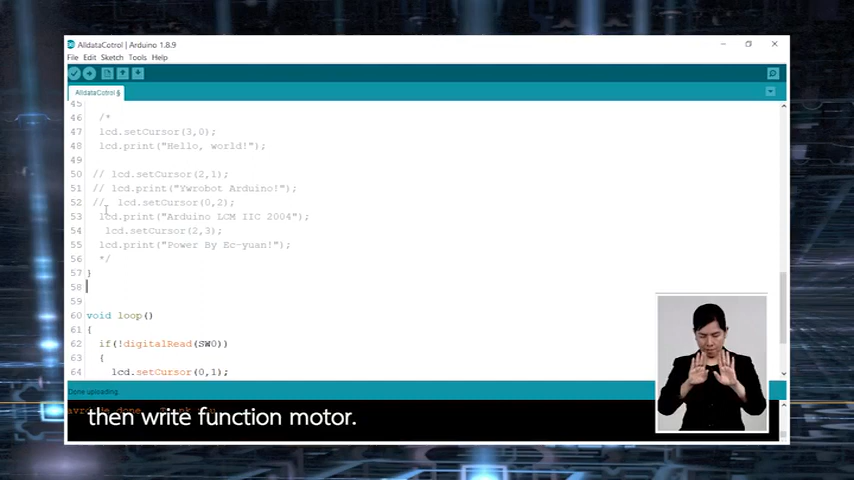 AlldataCotrol | Arduino 1.8.9
File Edit Sketch Tools Help
AlldataCotrol §
45
46 /*
47 lcd.setCursor(3,0);
48 lcd.print("Hello, world!");
49
50 // lcd.setCursor(2,1);
51 // lcd.print("Ywrobot Arduino!");
52 // lcd.setCursor(0,2);
53 lcd.print("Arduino LCM IIC 2004");
54 lcd.setCursor(2,3);
55 lcd.print("Power By Ec-yuan!");
56 */
57 }
58
59
60 void loop()
61 {
62 if(!digitalRead(SW0))
63 {
64 lcd.setCursor(0,1);
Done uploading.
then write function motor.